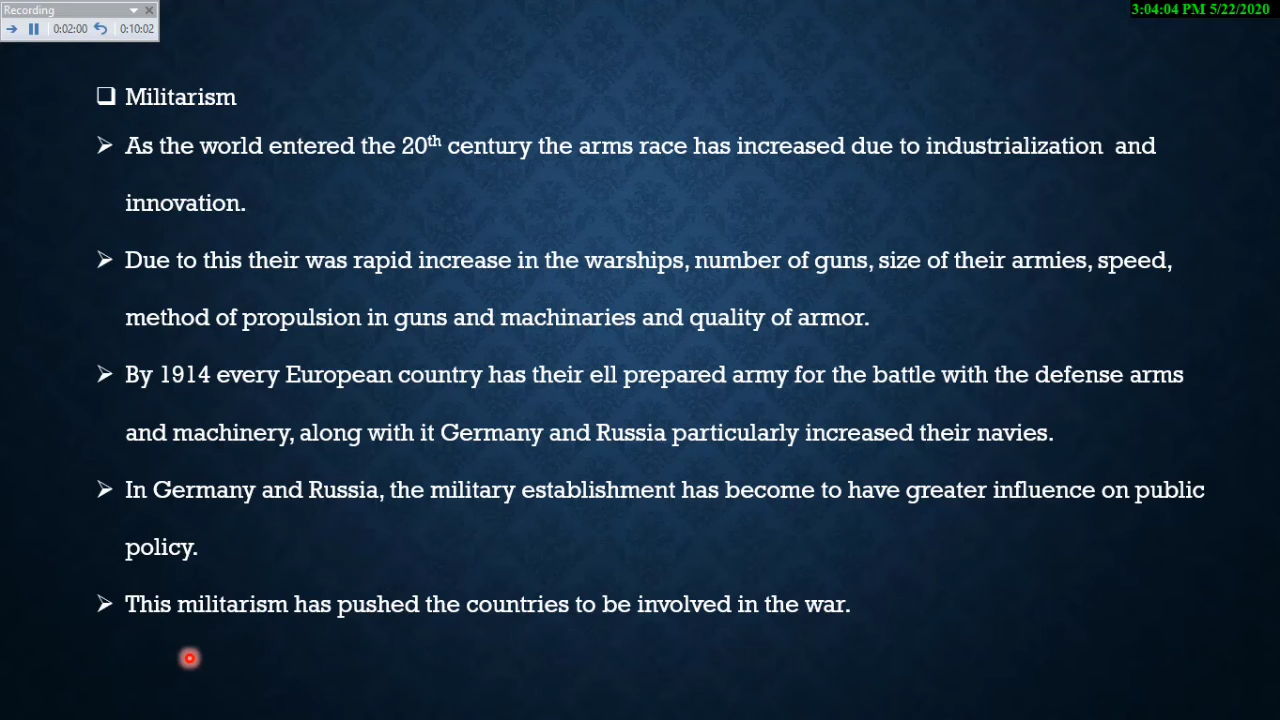 Recording
0:02:00 0:10:02
3:04:04 PM 5/22/2020
Militarism
As the world entered the 20th century the arms race has increased due to industrialization and
innovation.
Due to this their was rapid increase in the warships, number of guns, size of their armies, speed,
method of propulsion in guns and machinaries and quality of armor.
By 1914 every European country has their ell prepared army for the battle with the defense arms
and machinery, along with it Germany and Russia particularly increased their navies.
In Germany and Russia, the military establishment has become to have greater influence on public
policy.
This militarism has pushed the countries to be involved in the war.